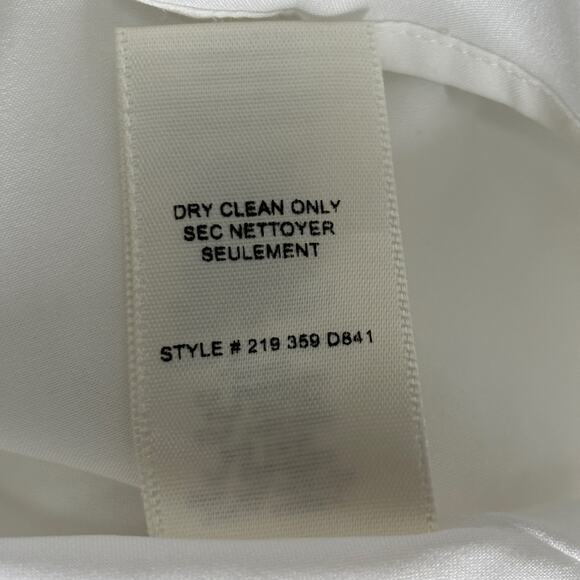 DRY CLEAN ONLY
SEC NETTOYER
SEULEMENT
STYLE # 219 359 D841